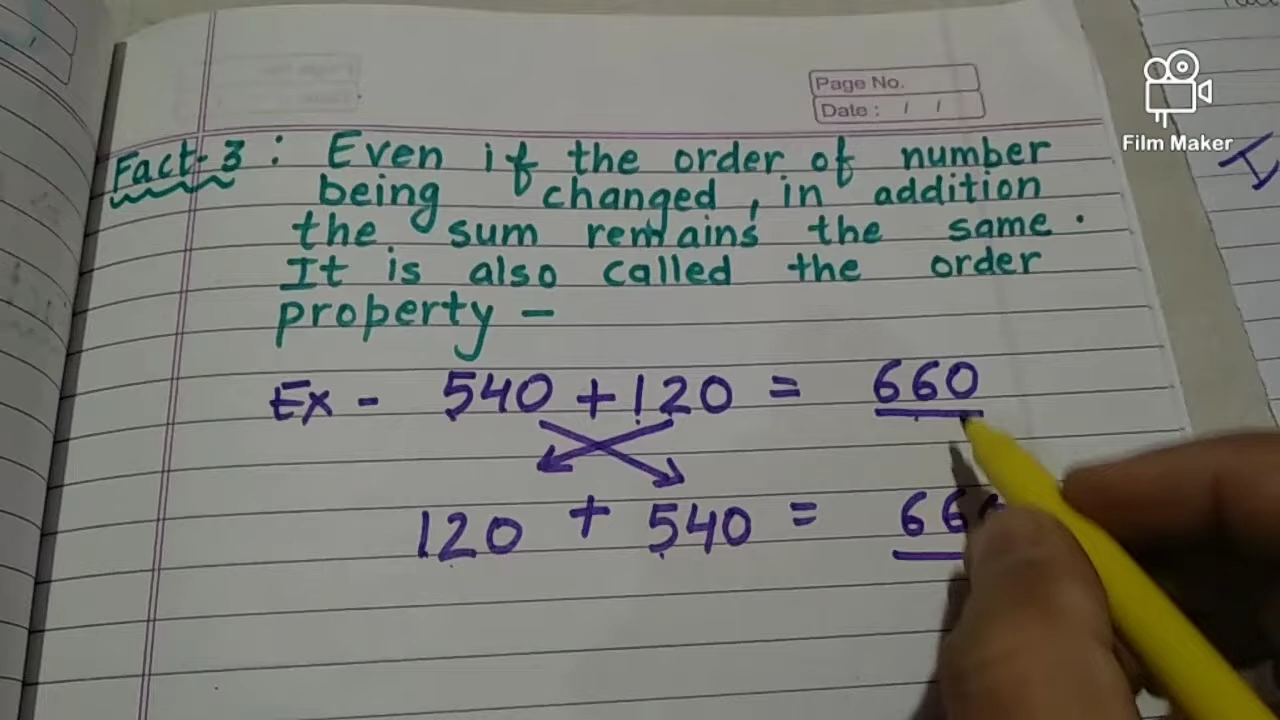 Page No.
Date : / /
Film Maker
Fact-3 : Even if the order of number
being changed, in addition
the sum remains the same.
It is also called the order
property -
Ex - 540 + 120 = 660
120 + 540 =